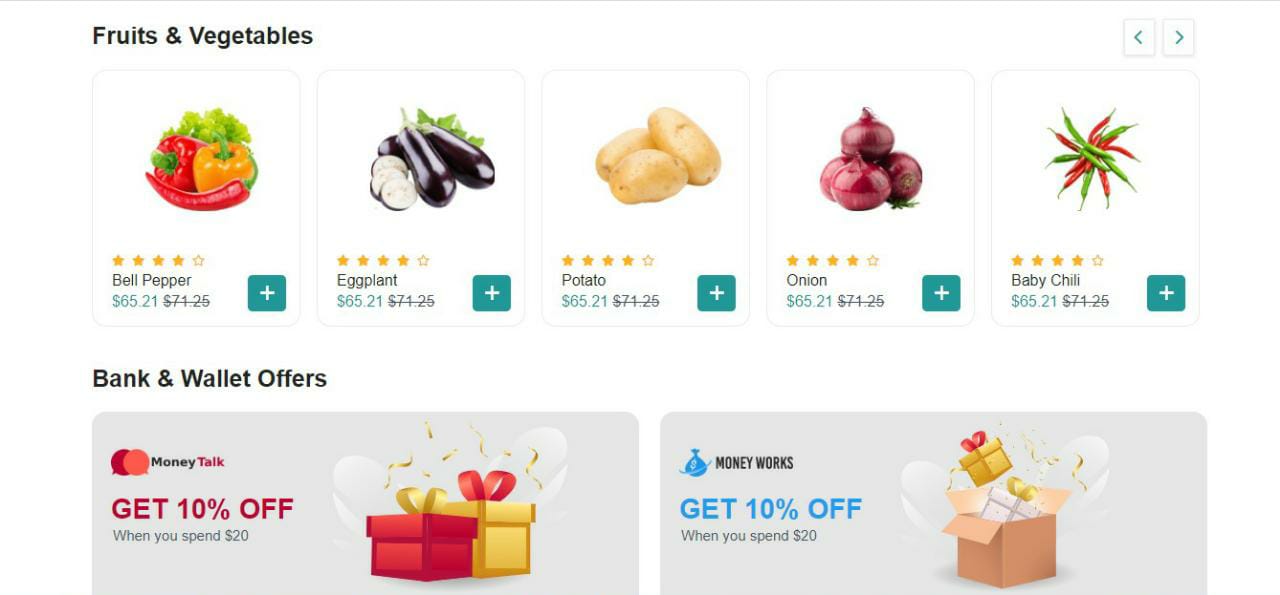 Fruits & Vegetables
Bell Pepper
$65.21 $71.25
Eggplant
$65.21 $71.25
Potato
$65.21 $71.25
Onion
$65.21 $71.25
Baby Chili
$65.21 $71.25
Bank & Wallet Offers
MoneyTalk
GET 10% OFF
When you spend $20
MONEY WORKS
GET 10% OFF
When you spend $20